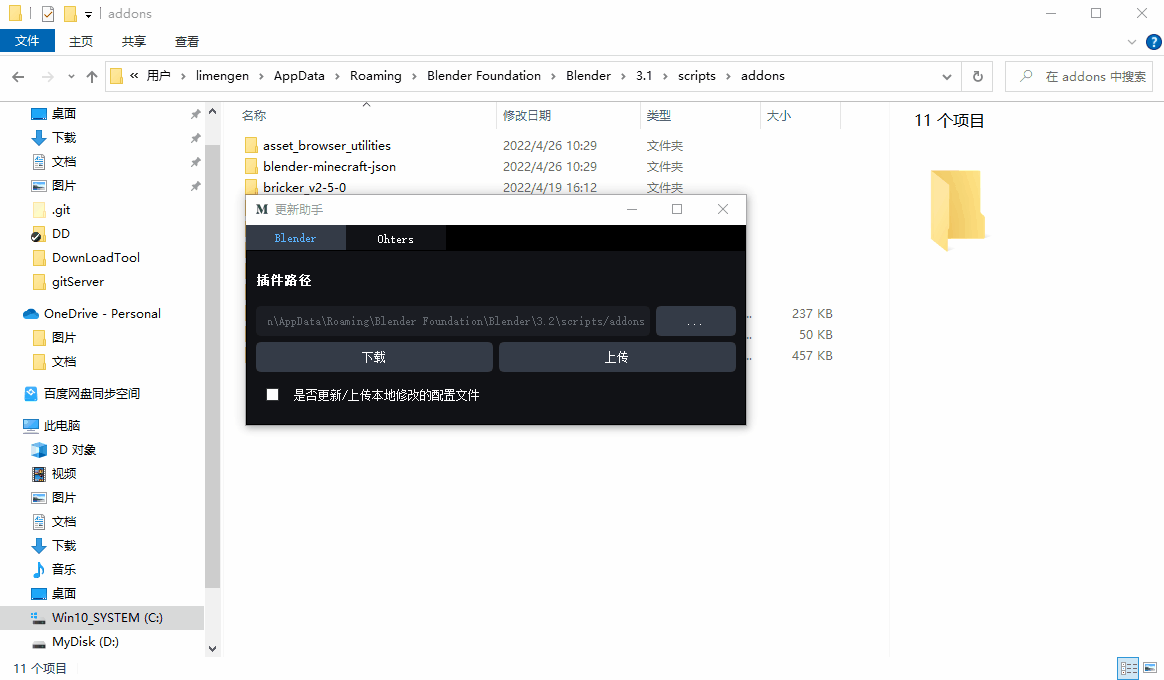 addons
文件 主页 共享 查看
« 用户 › limengen › AppData › Roaming › Blender Foundation › Blender › 3.1 › scripts › addons
在 addons 中搜索
桌面
下载
文档
图片
.git
DD
DownLoadTool
gitServer
OneDrive - Personal
图片
文档
百度网盘同步空间
此电脑
3D 对象
视频
图片
文档
下载
音乐
桌面
Win10_SYSTEM (C:)
MyDisk (D:)
名称 修改日期 类型 大小
asset_browser_utilities 2022/4/26 10:29 文件夹
blender-minecraft-json 2022/4/26 10:29 文件夹
bricker_v2-5-0 2022/4/19 16:12 文件夹
237 KB
50 KB
457 KB
M 更新助手
Blender Ohters
插件路径
n\AppData\Roaming\Blender Foundation\Blender\3.2\scripts/addons ...
下载 上传
是否更新/上传本地修改的配置文件
11 个项目
11 个项目